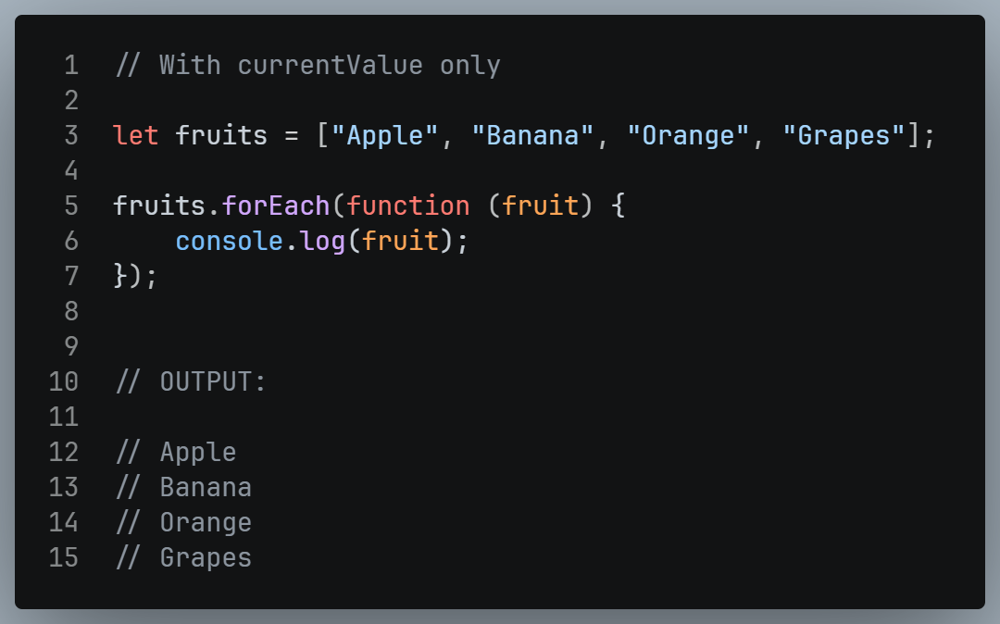 1 // With currentValue only
2
3 let fruits = ["Apple", "Banana", "Orange", "Grapes"];
4
5 fruits.forEach(function (fruit) {
6     console.log(fruit);
7 });
8
9
10 // OUTPUT:
11
12 // Apple
13 // Banana
14 // Orange
15 // Grapes